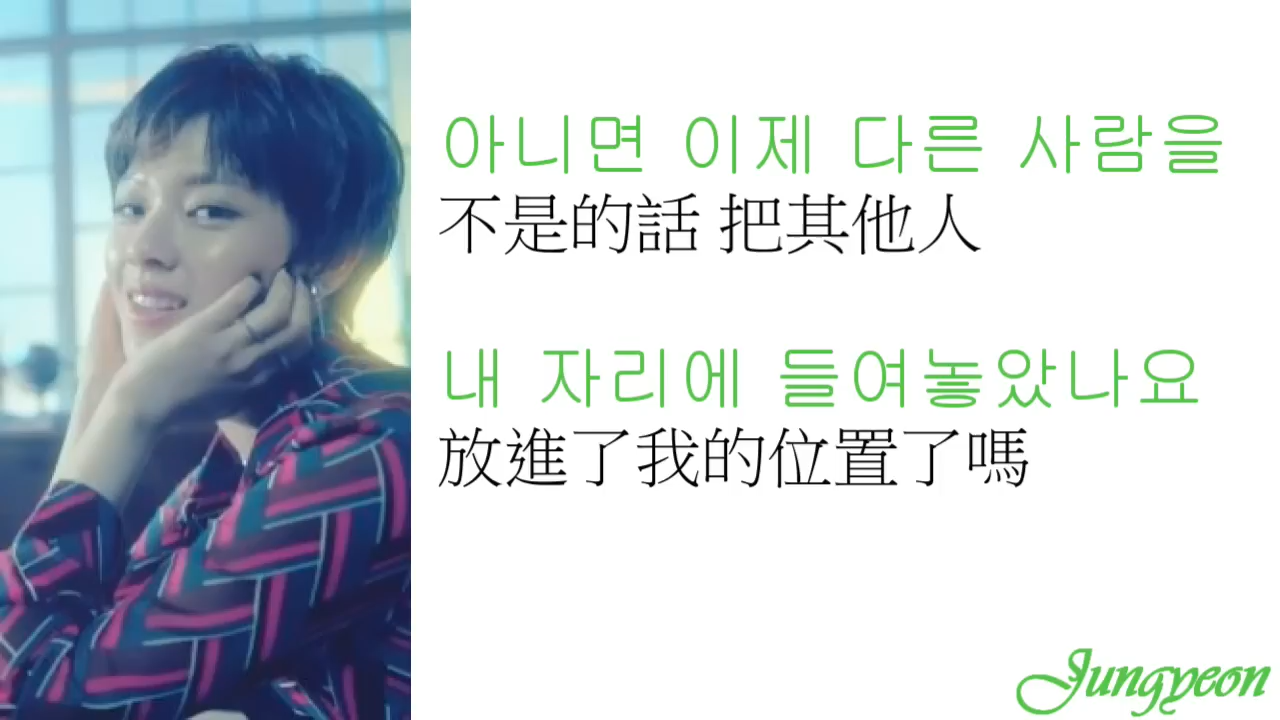 아니면 이제 다른 사람을
不是的話 把其他人
내 자리에 들여놓았나요
放進了我的位置了嗎
Jungyeon